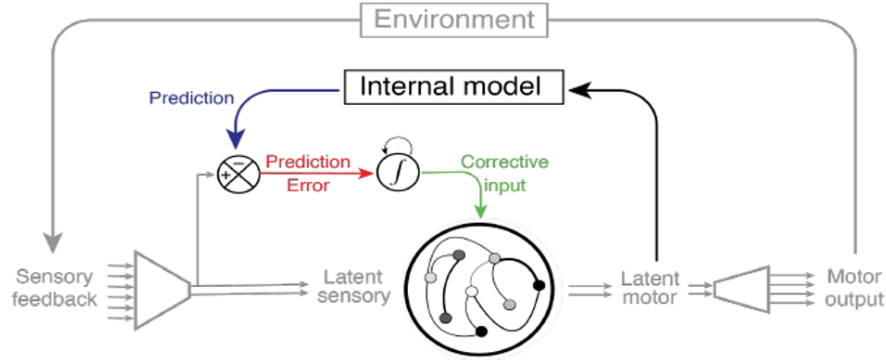 Environment
Internal model
Prediction
−
+
Prediction
Error
∫
Corrective
input
Sensory
feedback
Latent
sensory
Latent
motor
Motor
output